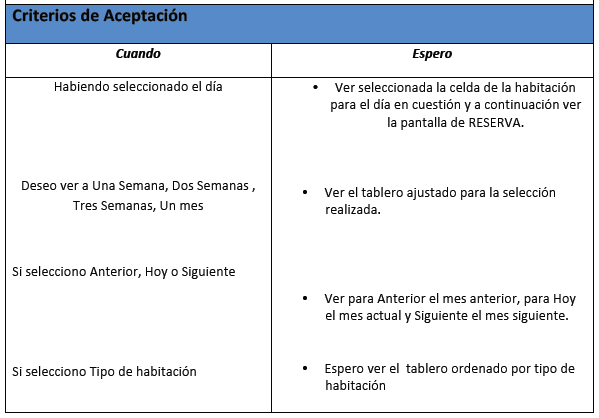 Criterios de Aceptación
Cuando
Espero
Habiendo seleccionado el día
• Ver seleccionada la celda de la habitación
para el día en cuestión y a continuación ver
la pantalla de RESERVA.
Deseo ver a Una Semana, Dos Semanas ,
Tres Semanas, Un mes
• Ver el tablero ajustado para la selección
realizada.
Si selecciono Anterior, Hoy o Siguiente
• Ver para Anterior el mes anterior, para Hoy
el mes actual y Siguiente el mes siguiente.
Si selecciono Tipo de habitación
• Espero ver el  tablero ordenado por tipo de
habitación